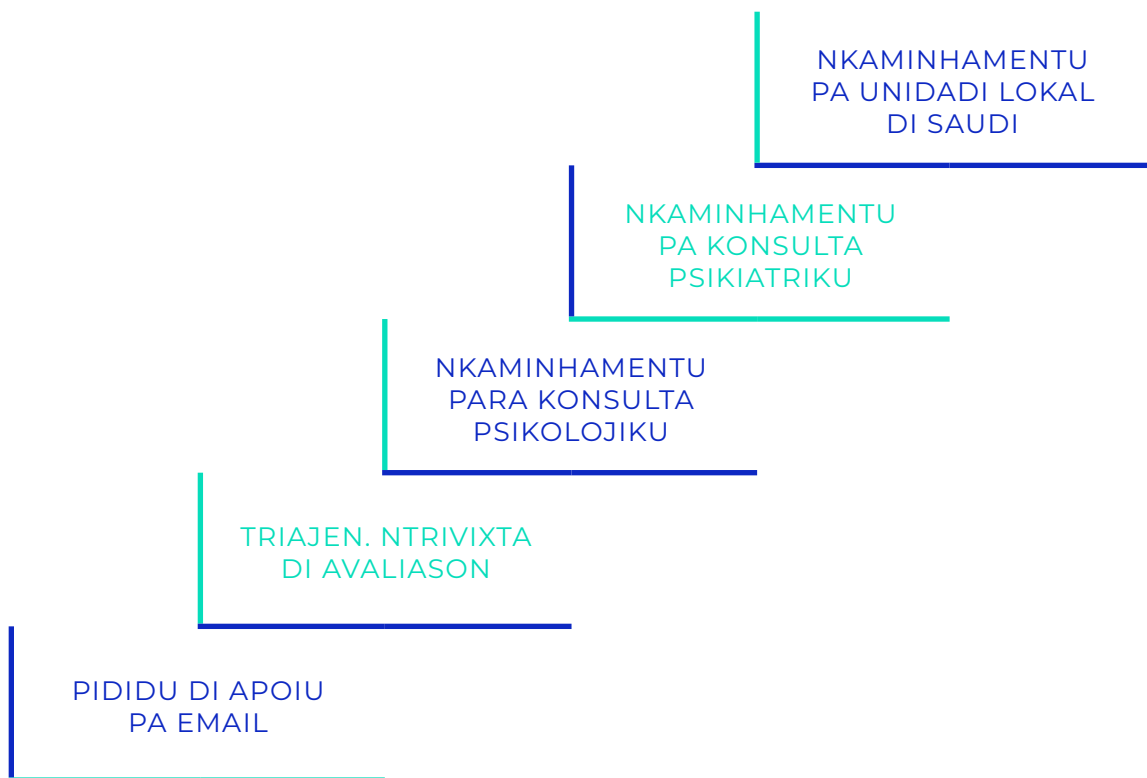 NKAMINHAMENTU
PA UNIDADI LOKAL
DI SAUDI
NKAMINHAMENTU
PA KONSULTA
PSIKIATRIKU
NKAMINHAMENTU
PARA KONSULTA
PSIKOLOJIKU
TRIAJEN. NTRIVIXTA
DI AVALIASON
PIDIDU DI APOIU
PA EMAIL